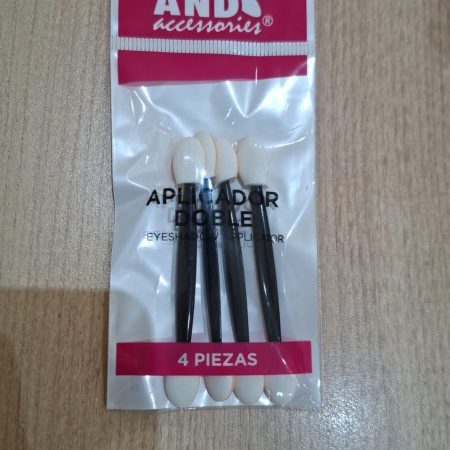 accessories®
APLICADOR
DOBLE
EYESHADOW APPLICATOR
4 PIEZAS